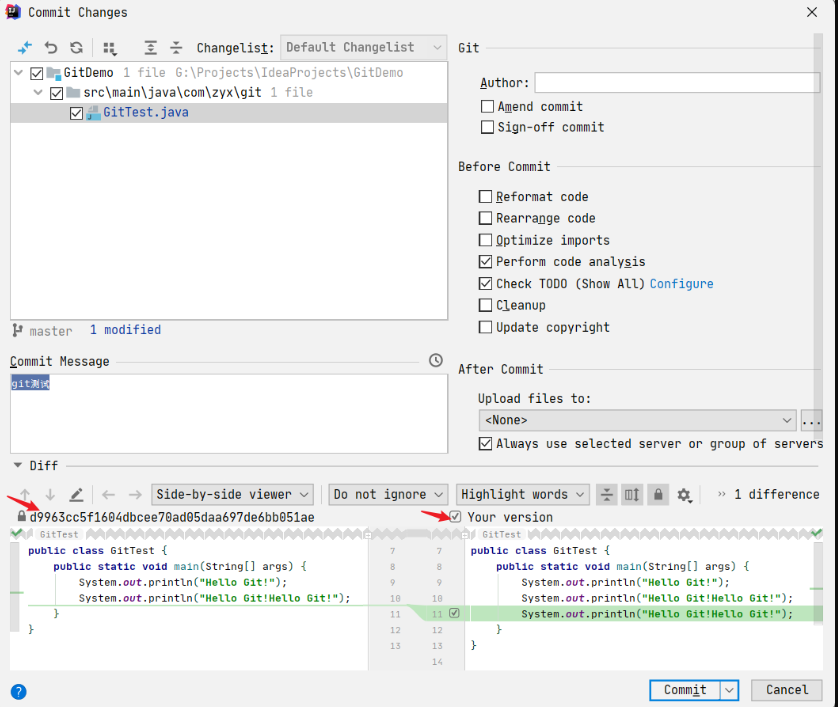 Commit Changes
Changelist: Default Changelist
GitDemo 1 file G:\Projects\IdeaProjects\GitDemo
src\main\java\com\zyx\git 1 file
GitTest.java
master 1 modified
Commit Message
git测试
Git
Author:
Amend commit
Sign-off commit
Before Commit
Reformat code
Rearrange code
Optimize imports
Perform code analysis
Check TODO (Show All) Configure
Cleanup
Update copyright
After Commit
Upload files to:
<None>
...
Always use selected server or group of servers
Diff
Side-by-side viewer
Do not ignore
Highlight words
1 difference
d9963cc5f1604dbcee70ad05daa697de6bb051ae
Your version
GitTest
public class GitTest {
public static void main(String[] args) {
System.out.println("Hello Git!");
System.out.println("Hello Git!Hello Git!");
}
}
7 7
8 8
9 9
10 10
11 11
12 12
13 13
14
GitTest
public class GitTest {
public static void main(String[] args) {
System.out.println("Hello Git!");
System.out.println("Hello Git!Hello Git!");
System.out.println("Hello Git!Hello Git!");
}
}
?
Commit
Cancel